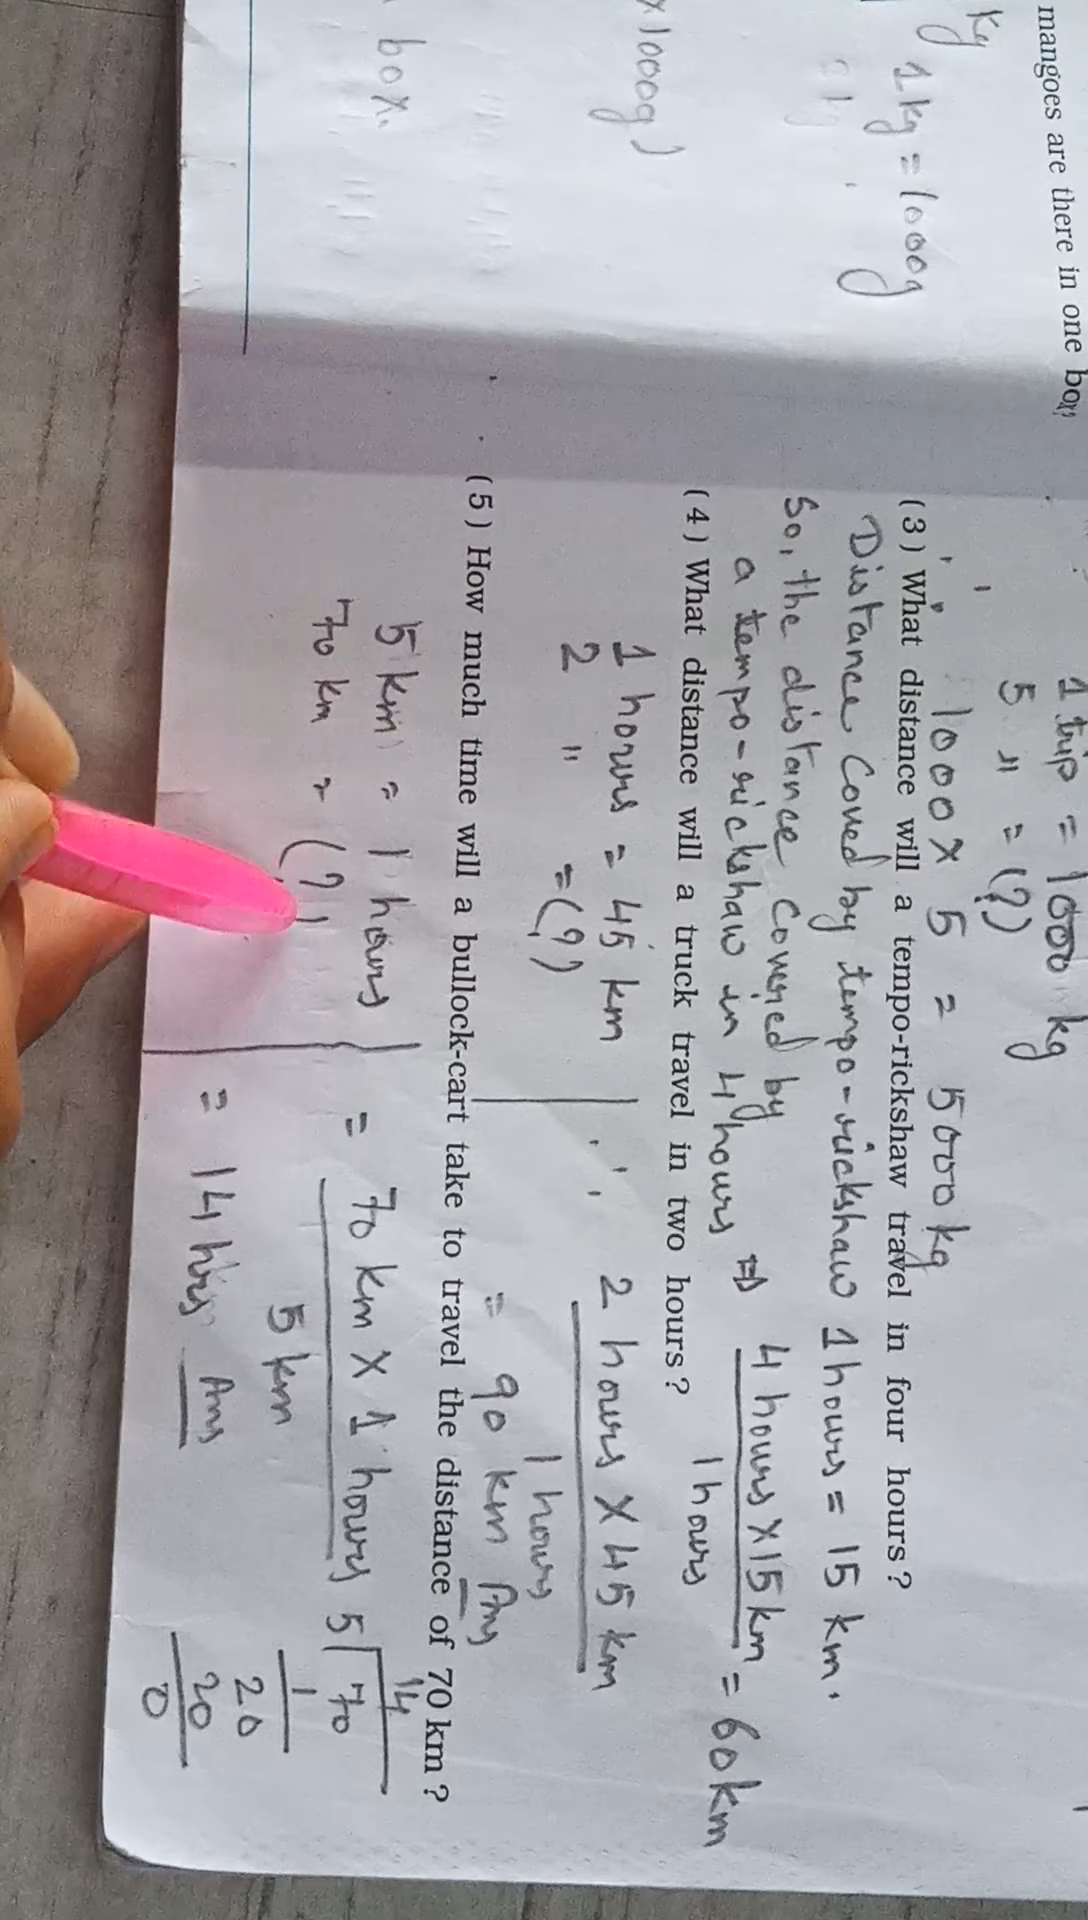 mangoes are there in one box
kg
1 kg = 1000g
x 1000g)
box.
1 trip = 1000 kg
5 " = (?)
1000 x 5 = 5000 kg
(3) What distance will a tempo-rickshaw travel in four hours?
Distance Coved by tempo-rickshaw 1 hours = 15 km.
So, the distance Covered by
a tempo-rickshaw in 4 hours ⇒ 4 hours x 15 km = 60 km
1 hours
(4) What distance will a truck travel in two hours?
1 hours = 45 km
2 " = (?)
2 hours x 45 km
1 hours
= 90 km Ans
(5) How much time will a bullock-cart take to travel the distance of 70 km?
5 km = 1 hours
70 km = (?)
= 70 km x 1 hours
5 km
= 14 hrs Ans
14
5 70
1
20
20
0